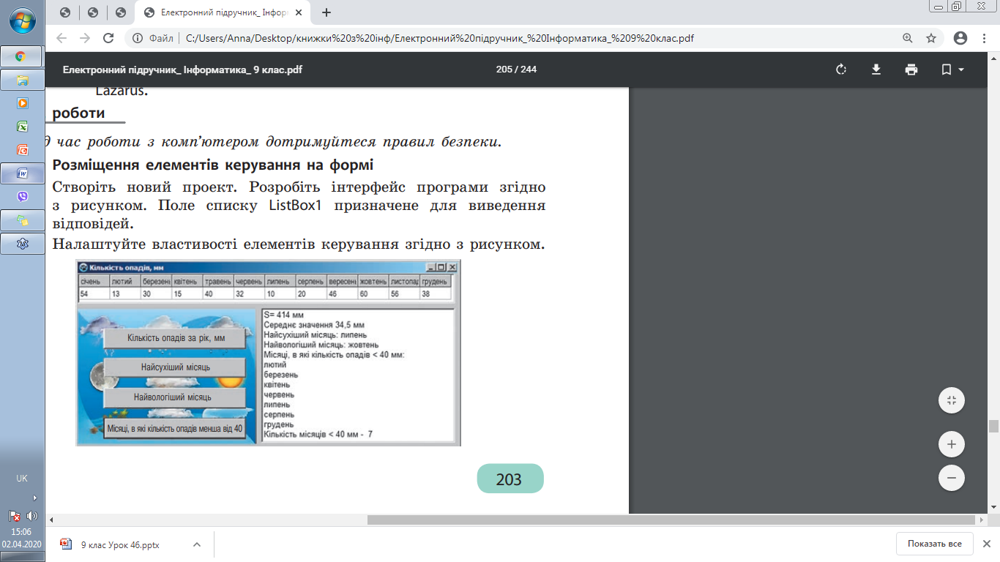 Електронний підручник_ Інфор
Файл
C:/Users/Anna/Desktop/книжки%20з%20інф/Електронний%20підручник_%20Інформатика_%209%20клас.pdf
Електронний підручник_ Інформатика_ 9 клас.pdf
205 / 244
Lazarus.
роботи
д час роботи з комп’ютером дотримуйтеся правил безпеки.
Розміщення елементів керування на формі
Створіть новий проект. Розробіть інтерфейс програми згідно
з рисунком. Поле списку ListBox1 призначене для виведення
відповідей.
Налаштуйте властивості елементів керування згідно з рисунком.
Кількість опадів, мм
січень лютий березень квітень травень червень липень серпень вересень жовтень листопад грудень
54 13 30 15 40 32 10 20 46 60 56 38
Кількість опадів за рік, мм
Найсухіший місяць
Найвологіший місяць
Місяці, в які кількість опадів менша від 40
S= 414 мм
Середнє значення 34,5 мм
Найсухіший місяць: липень
Найвологіший місяць: жовтень
Місяці, в які кількість опадів < 40 мм:
лютий
березень
квітень
червень
липень
серпень
грудень
Кількість місяців < 40 мм - 7
203
UK
15:06
02.04.2020
9 клас Урок 46.pptx
Показать все